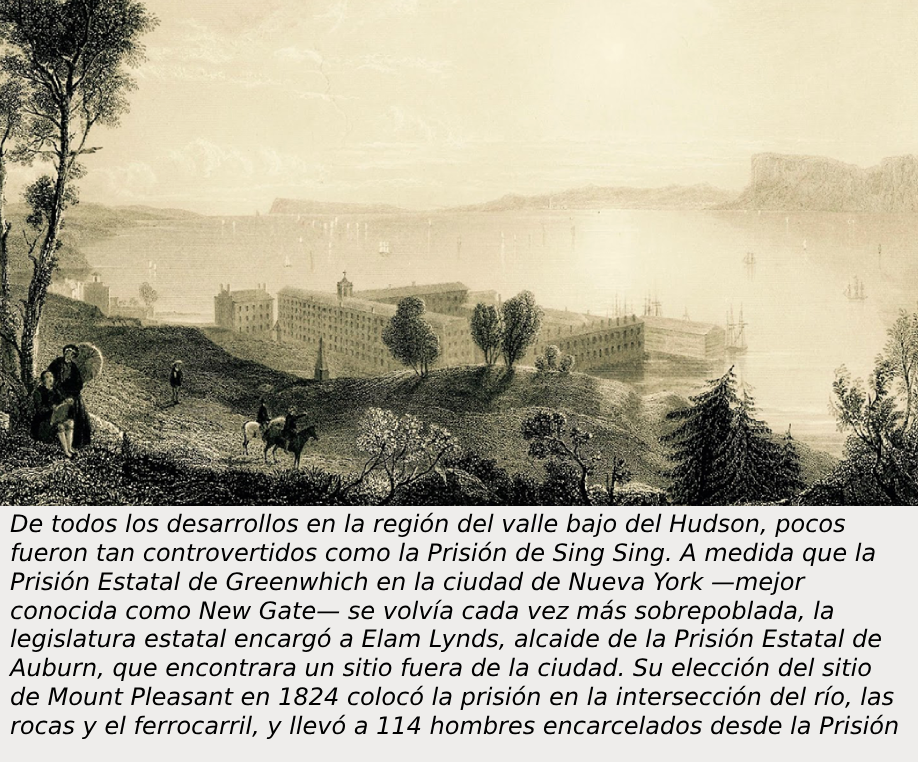 De todos los desarrollos en la región del valle bajo del Hudson, pocos
fueron tan controvertidos como la Prisión de Sing Sing. A medida que la
Prisión Estatal de Greenwhich en la ciudad de Nueva York —mejor
conocida como New Gate— se volvía cada vez más sobrepoblada, la
legislatura estatal encargó a Elam Lynds, alcaide de la Prisión Estatal de
Auburn, que encontrara un sitio fuera de la ciudad. Su elección del sitio
de Mount Pleasant en 1824 colocó la prisión en la intersección del río, las
rocas y el ferrocarril, y llevó a 114 hombres encarcelados desde la Prisión